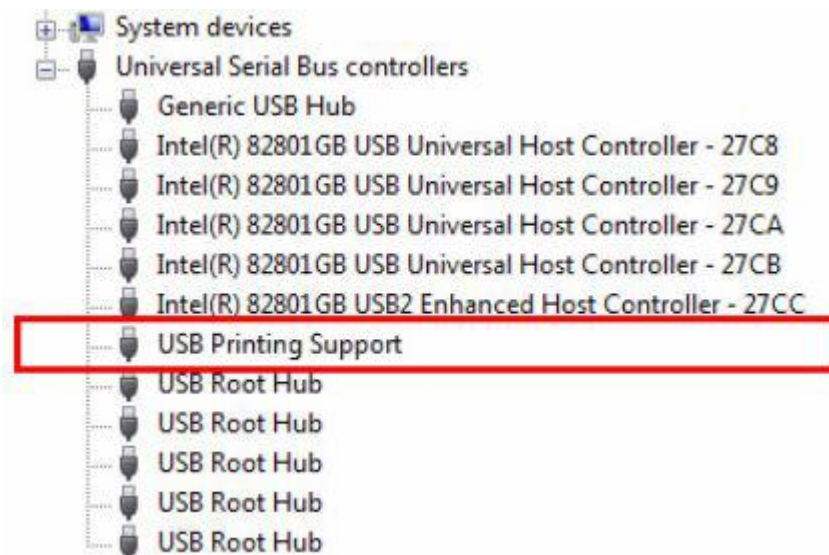 System devices
Universal Serial Bus controllers
Generic USB Hub
Intel(R) 82801GB USB Universal Host Controller - 27C8
Intel(R) 82801GB USB Universal Host Controller - 27C9
Intel(R) 82801GB USB Universal Host Controller - 27CA
Intel(R) 82801GB USB Universal Host Controller - 27CB
Intel(R) 82801GB USB2 Enhanced Host Controller - 27CC
USB Printing Support
USB Root Hub
USB Root Hub
USB Root Hub
USB Root Hub
USB Root Hub